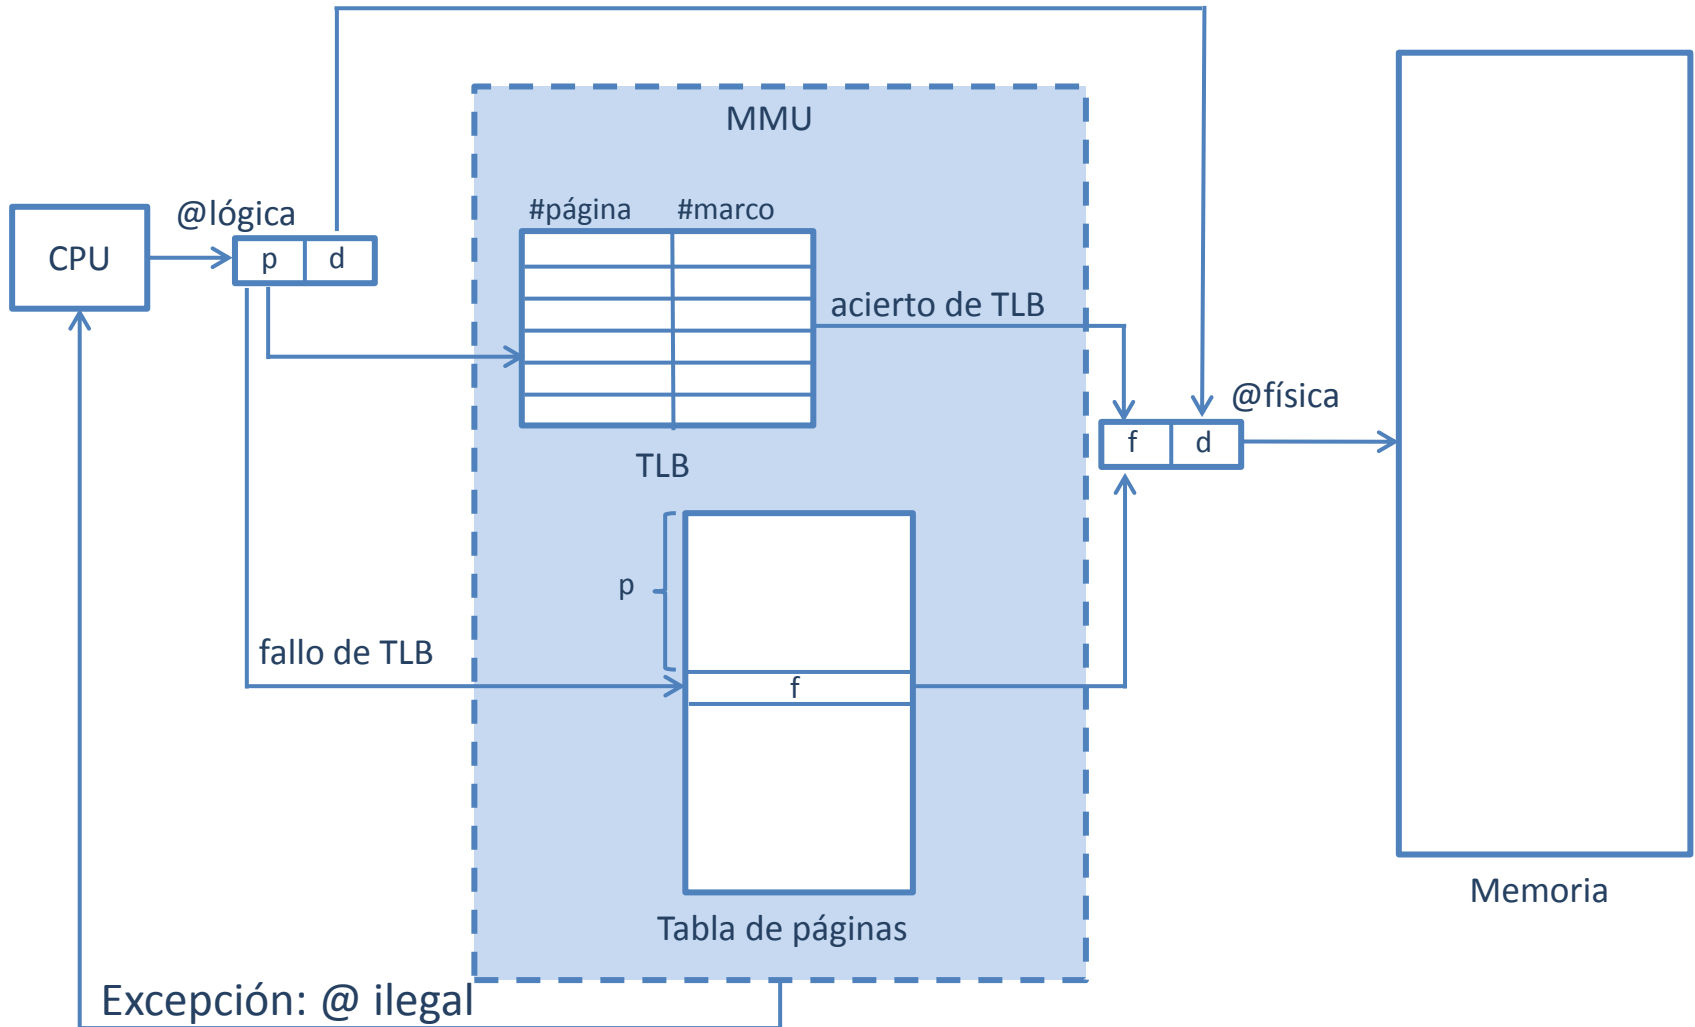 MMU
#página #marco
@lógica
CPU
p d
acierto de TLB
@física
f d
TLB
p
fallo de TLB
f
Memoria
Tabla de páginas
Excepción: @ ilegal